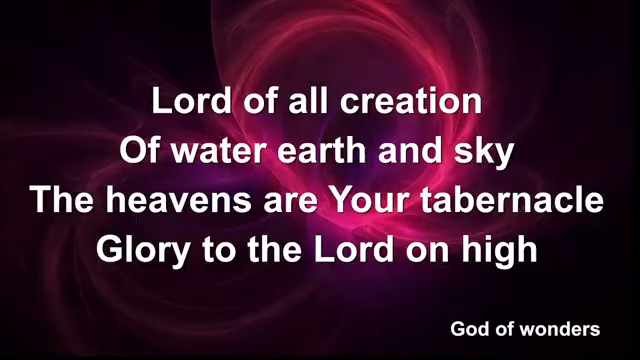 Lord of all creation
Of water earth and sky
The heavens are Your tabernacle
Glory to the Lord on high
God of wonders